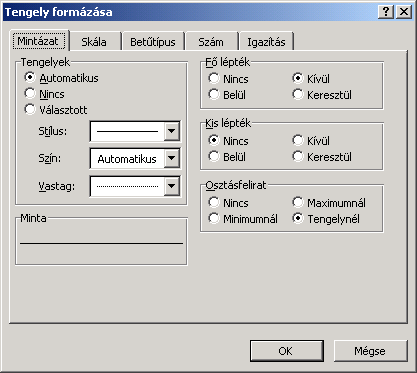 Tengely formázása
Mintázat Skála Betűtípus Szám Igazítás
Tengelyek
Automatikus
Nincs
Választott
Stílus:
Szín: Automatikus
Vastag:
Minta
Fő lépték
Nincs Kívül
Belül Keresztül
Kis lépték
Nincs Kívül
Belül Keresztül
Osztásfelirat
Nincs Maximumnál
Minimumnál Tengelynél
OK Mégse